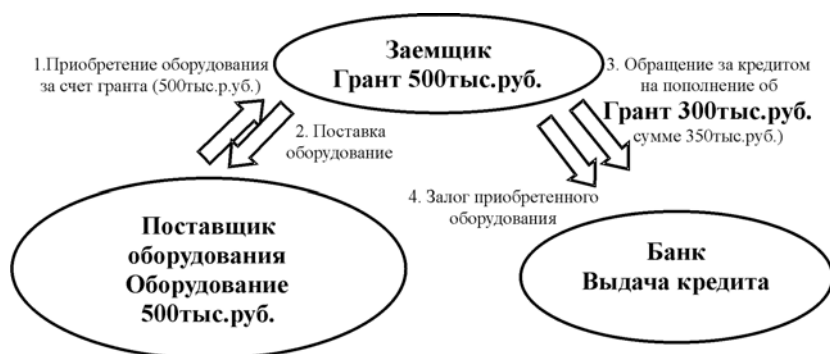 Заемщик
Грант 500тыс.руб.
1.Приобретение оборудования
за счет гранта (500тыс.р.уб.)
2. Поставка
оборудование
3. Обращение за кредитом
на пополнение об
Грант 300тыс.руб.
сумме 350тыс.руб.)
4. Залог приобретенного
оборудования
Поставщик
оборудования
Оборудование
500тыс.руб.
Банк
Выдача кредита